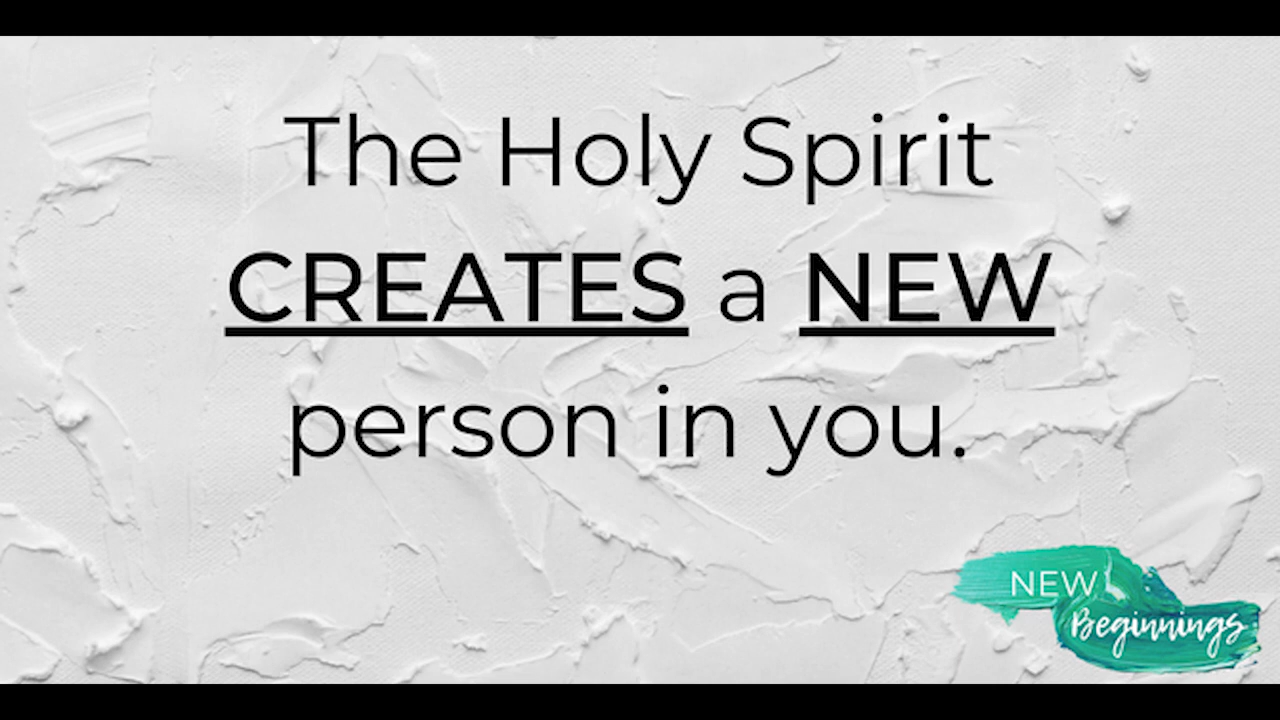 The Holy Spirit
CREATES a NEW
person in you.
NEW
Beginnings